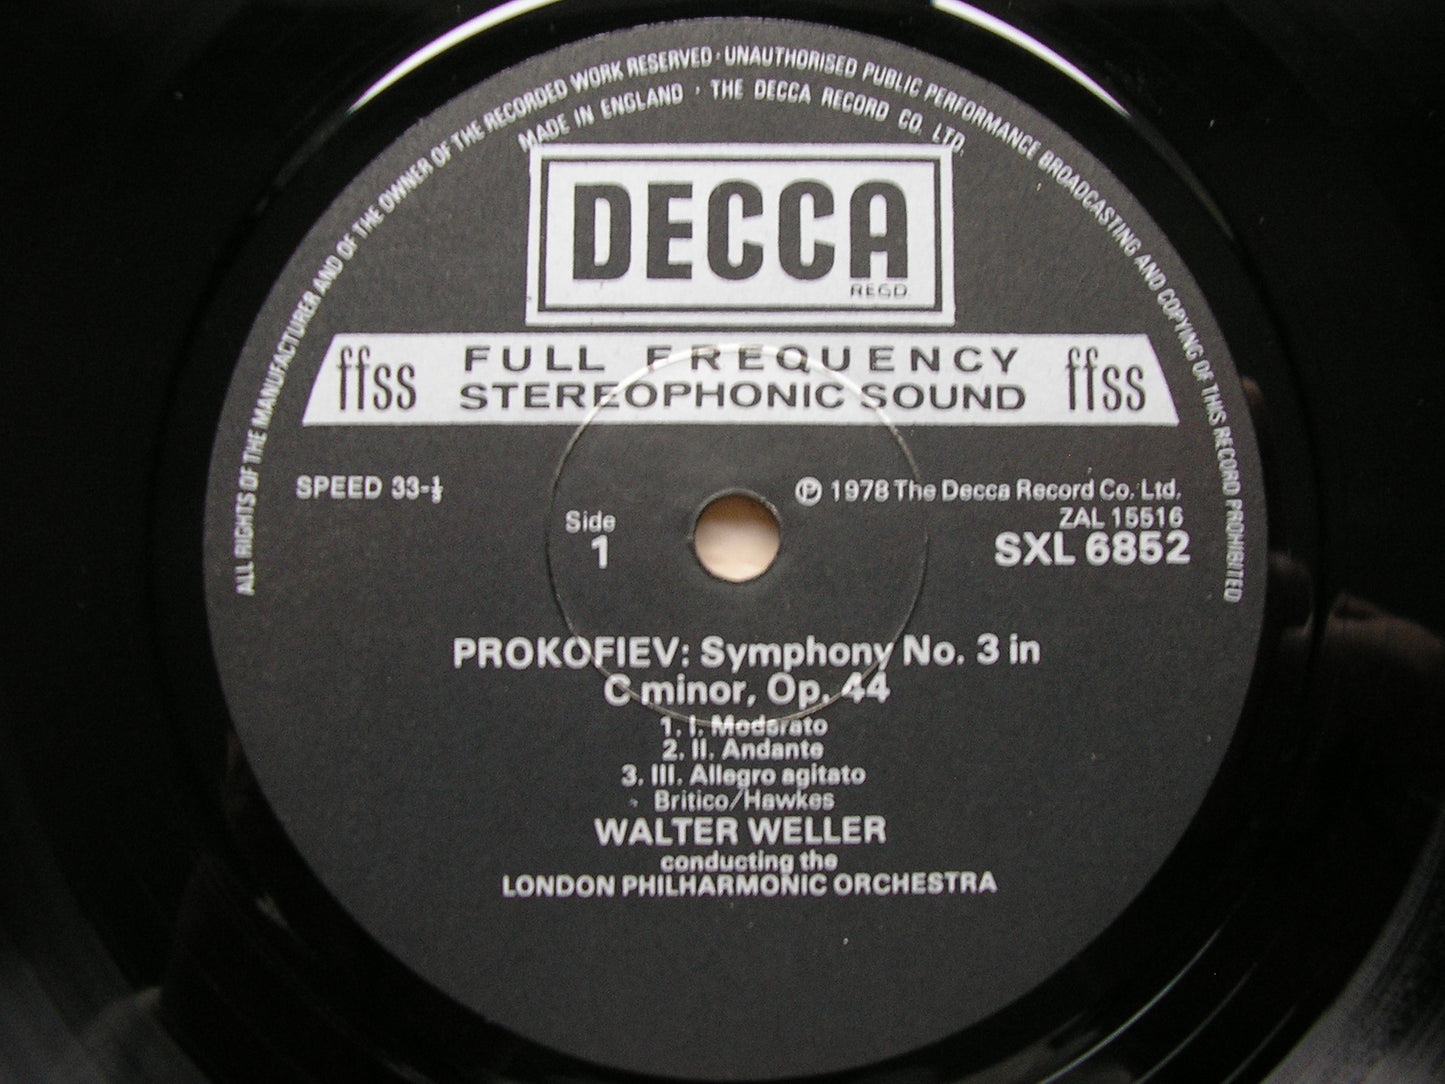 ALL RIGHTS OF THE MANUFACTURER AND OF THE OWNER OF THE RECORDED WORK RESERVED · UNAUTHORISED PUBLIC PERFORMANCE BROADCASTING AND COPYING OF THIS RECORD PROHIBITED
MADE IN ENGLAND · THE DECCA RECORD CO. LTD.
DECCA
REGD
ffss FULL FREQUENCY ffss
STEREOPHONIC SOUND
SPEED 33-⅓
℗ 1978 The Decca Record Co. Ltd.
ZAL 15516
Side
1
SXL 6852
PROKOFIEV: Symphony No. 3 in
C minor, Op. 44
1. I. Moderato
2. II. Andante
3. III. Allegro agitato
Britico/Hawkes
WALTER WELLER
conducting the
LONDON PHILHARMONIC ORCHESTRA